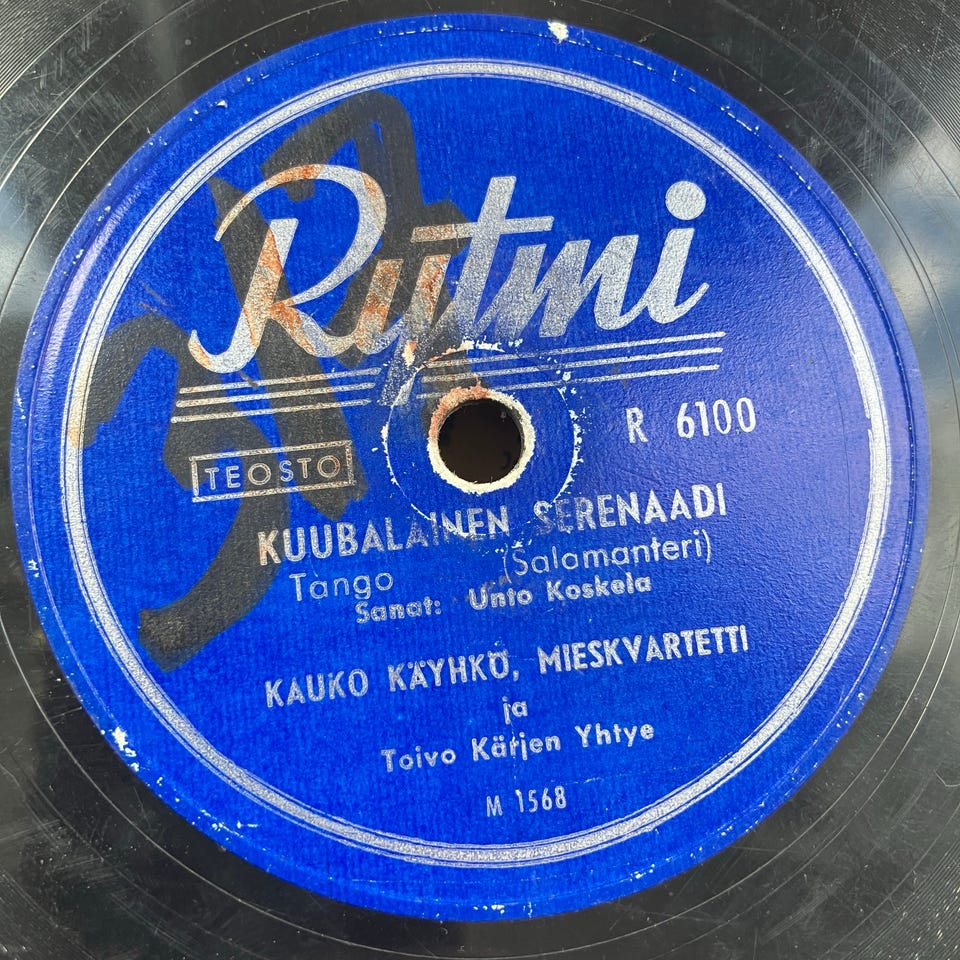 Rytmi
R 6100
TEOSTO
KUUBALAINEN SERENAADI
Tango (Salamanteri)
Sanat: Unto Koskela
KAUKO KÄYHKÖ, MIESKVARTETTI
ja
Toivo Kärjen Yhtye
M 1568